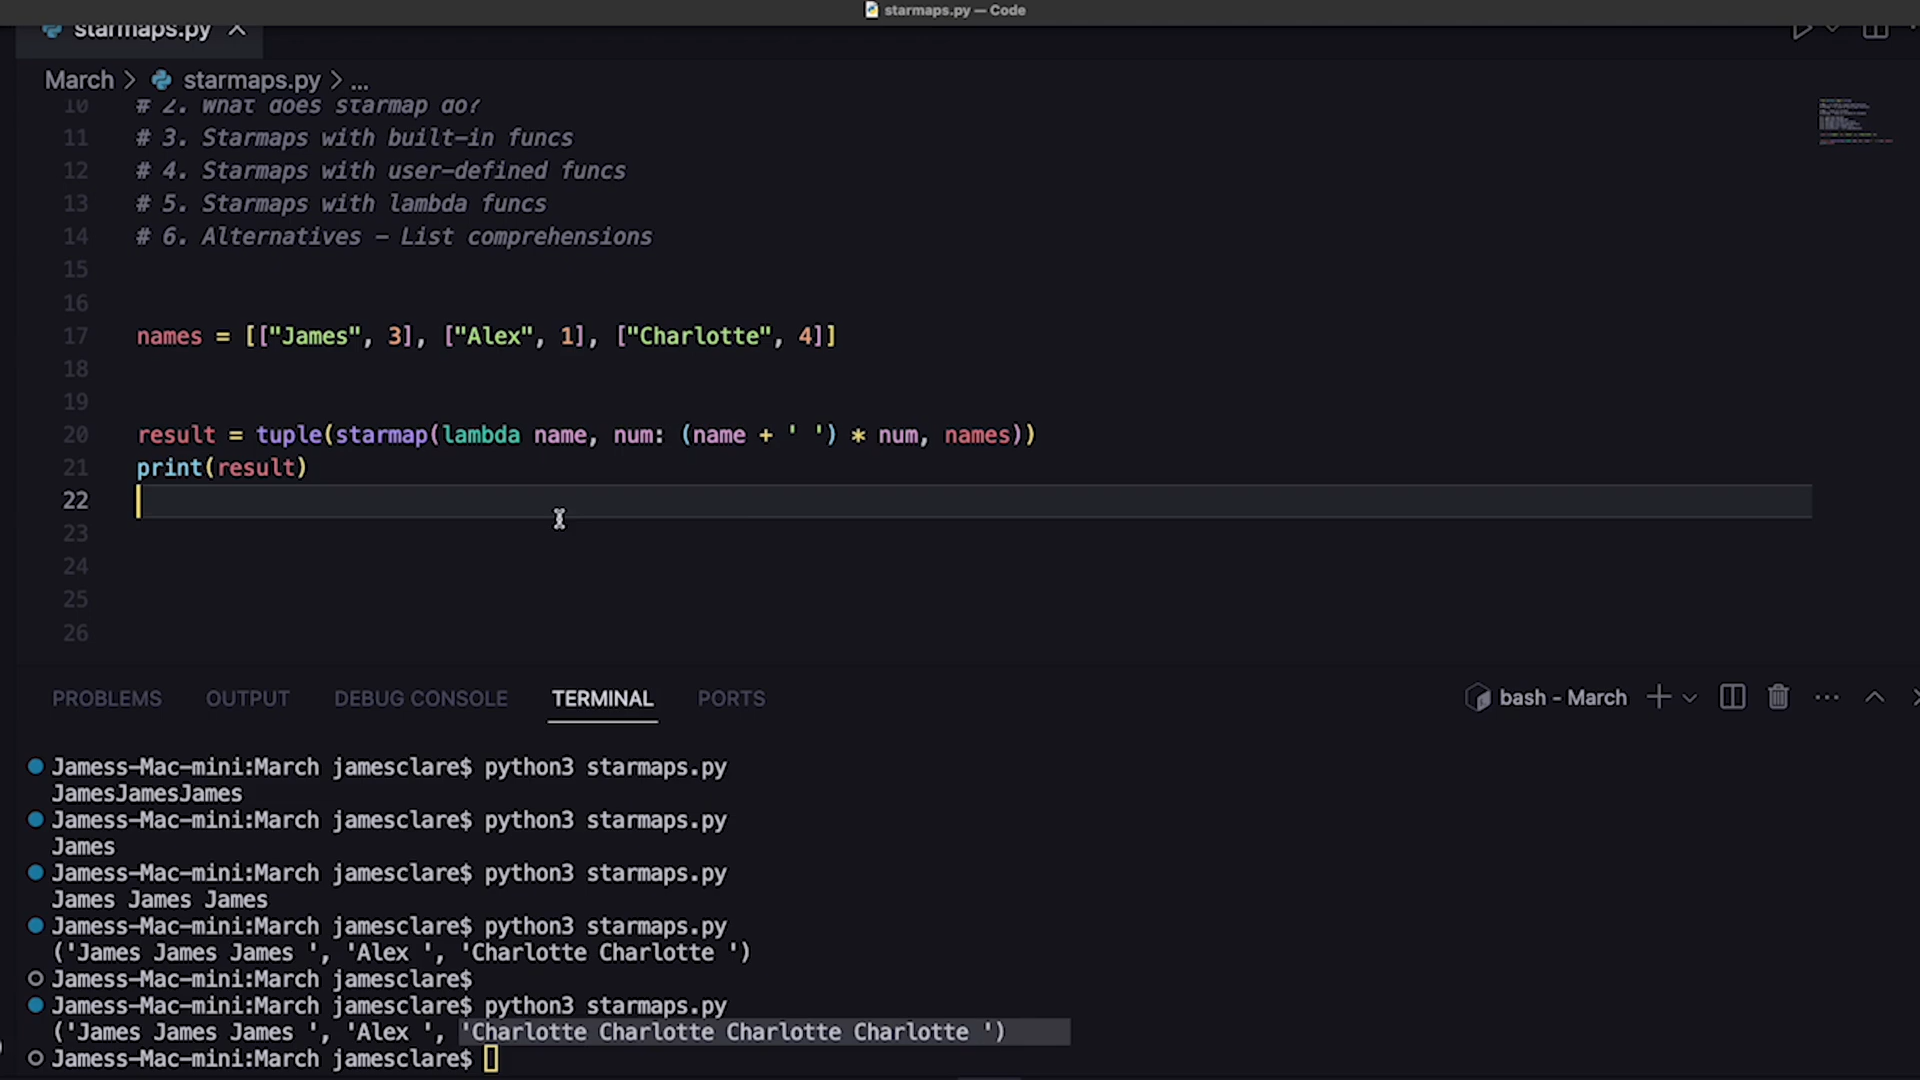 starmaps.py — Code
starmaps.py
March > starmaps.py > ...
10 # 2. What does starmap do?
11 # 3. Starmaps with built-in funcs
12 # 4. Starmaps with user-defined funcs
13 # 5. Starmaps with lambda funcs
14 # 6. Alternatives - List comprehensions
15
16
17 names = [["James", 3], ["Alex", 1], ["Charlotte", 4]]
18
19
20 result = tuple(starmap(lambda name, num: (name + ' ') * num, names))
21 print(result)
22
23
24
25
26
PROBLEMS OUTPUT DEBUG CONSOLE TERMINAL PORTS bash - March
Jamess-Mac-mini:March jamesclare$ python3 starmaps.py
JamesJamesJames
Jamess-Mac-mini:March jamesclare$ python3 starmaps.py
James
Jamess-Mac-mini:March jamesclare$ python3 starmaps.py
James James James
Jamess-Mac-mini:March jamesclare$ python3 starmaps.py
('James James James ', 'Alex ', 'Charlotte Charlotte ')
Jamess-Mac-mini:March jamesclare$
Jamess-Mac-mini:March jamesclare$ python3 starmaps.py
('James James James ', 'Alex ', 'Charlotte Charlotte Charlotte Charlotte ')
Jamess-Mac-mini:March jamesclare$